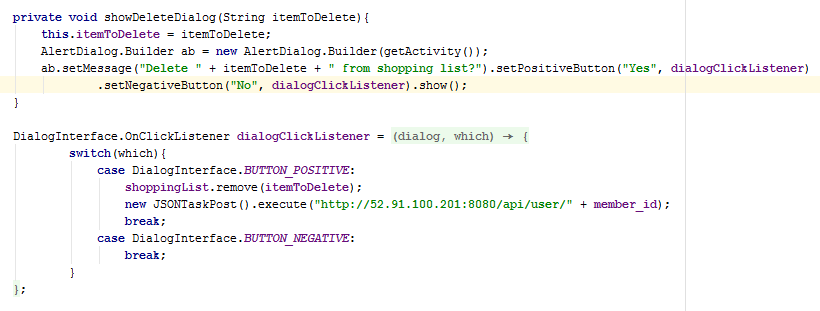 private void showDeleteDialog(String itemToDelete){
    this.itemToDelete = itemToDelete;
    AlertDialog.Builder ab = new AlertDialog.Builder(getActivity());
    ab.setMessage("Delete " + itemToDelete + " from shopping list?").setPositiveButton("Yes", dialogClickListener)
            .setNegativeButton("No", dialogClickListener).show();
}

DialogInterface.OnClickListener dialogClickListener = (dialog, which) → {
        switch(which){
            case DialogInterface.BUTTON_POSITIVE:
                shoppingList.remove(itemToDelete);
                new JSONTaskPost().execute("http://52.91.100.201:8080/api/user/" + member_id);
                break;
            case DialogInterface.BUTTON_NEGATIVE:
                break;
        }
};